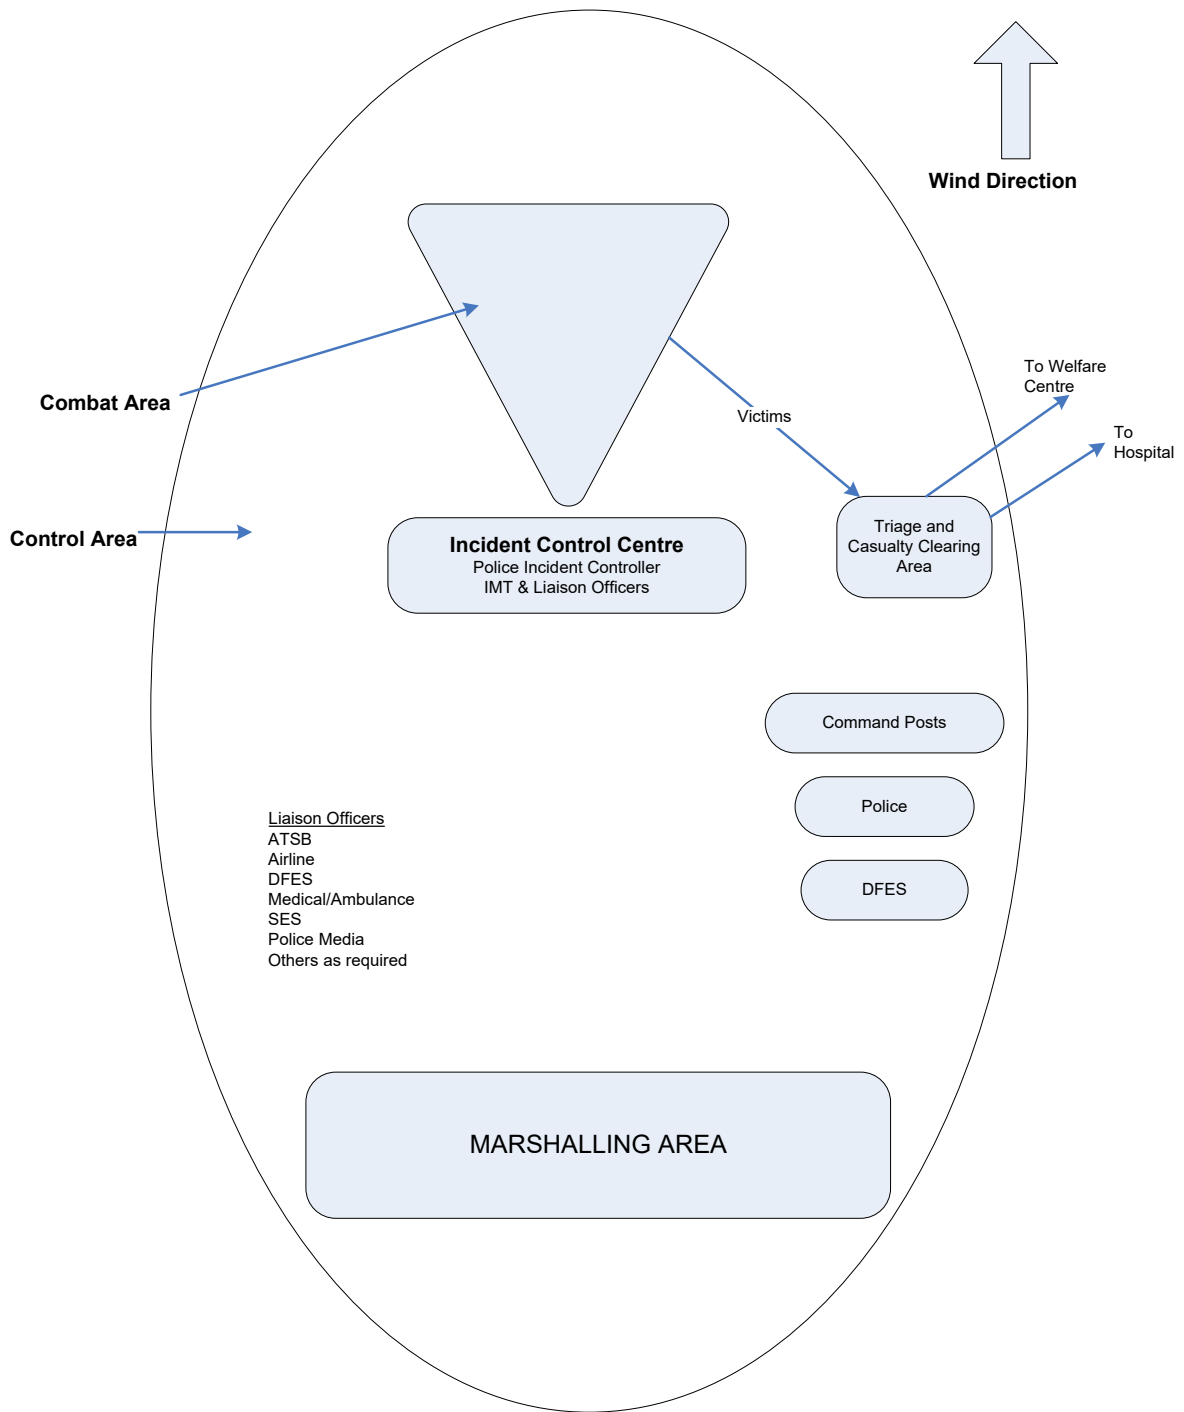 Wind Direction
Combat Area
Victims
To Welfare
Centre
To
Hospital
Control Area
Incident Control Centre
Police Incident Controller
IMT & Liaison Officers
Triage and
Casualty Clearing
Area
Command Posts
Police
DFES
Liaison Officers
ATSB
Airline
DFES
Medical/Ambulance
SES
Police Media
Others as required
MARSHALLING AREA